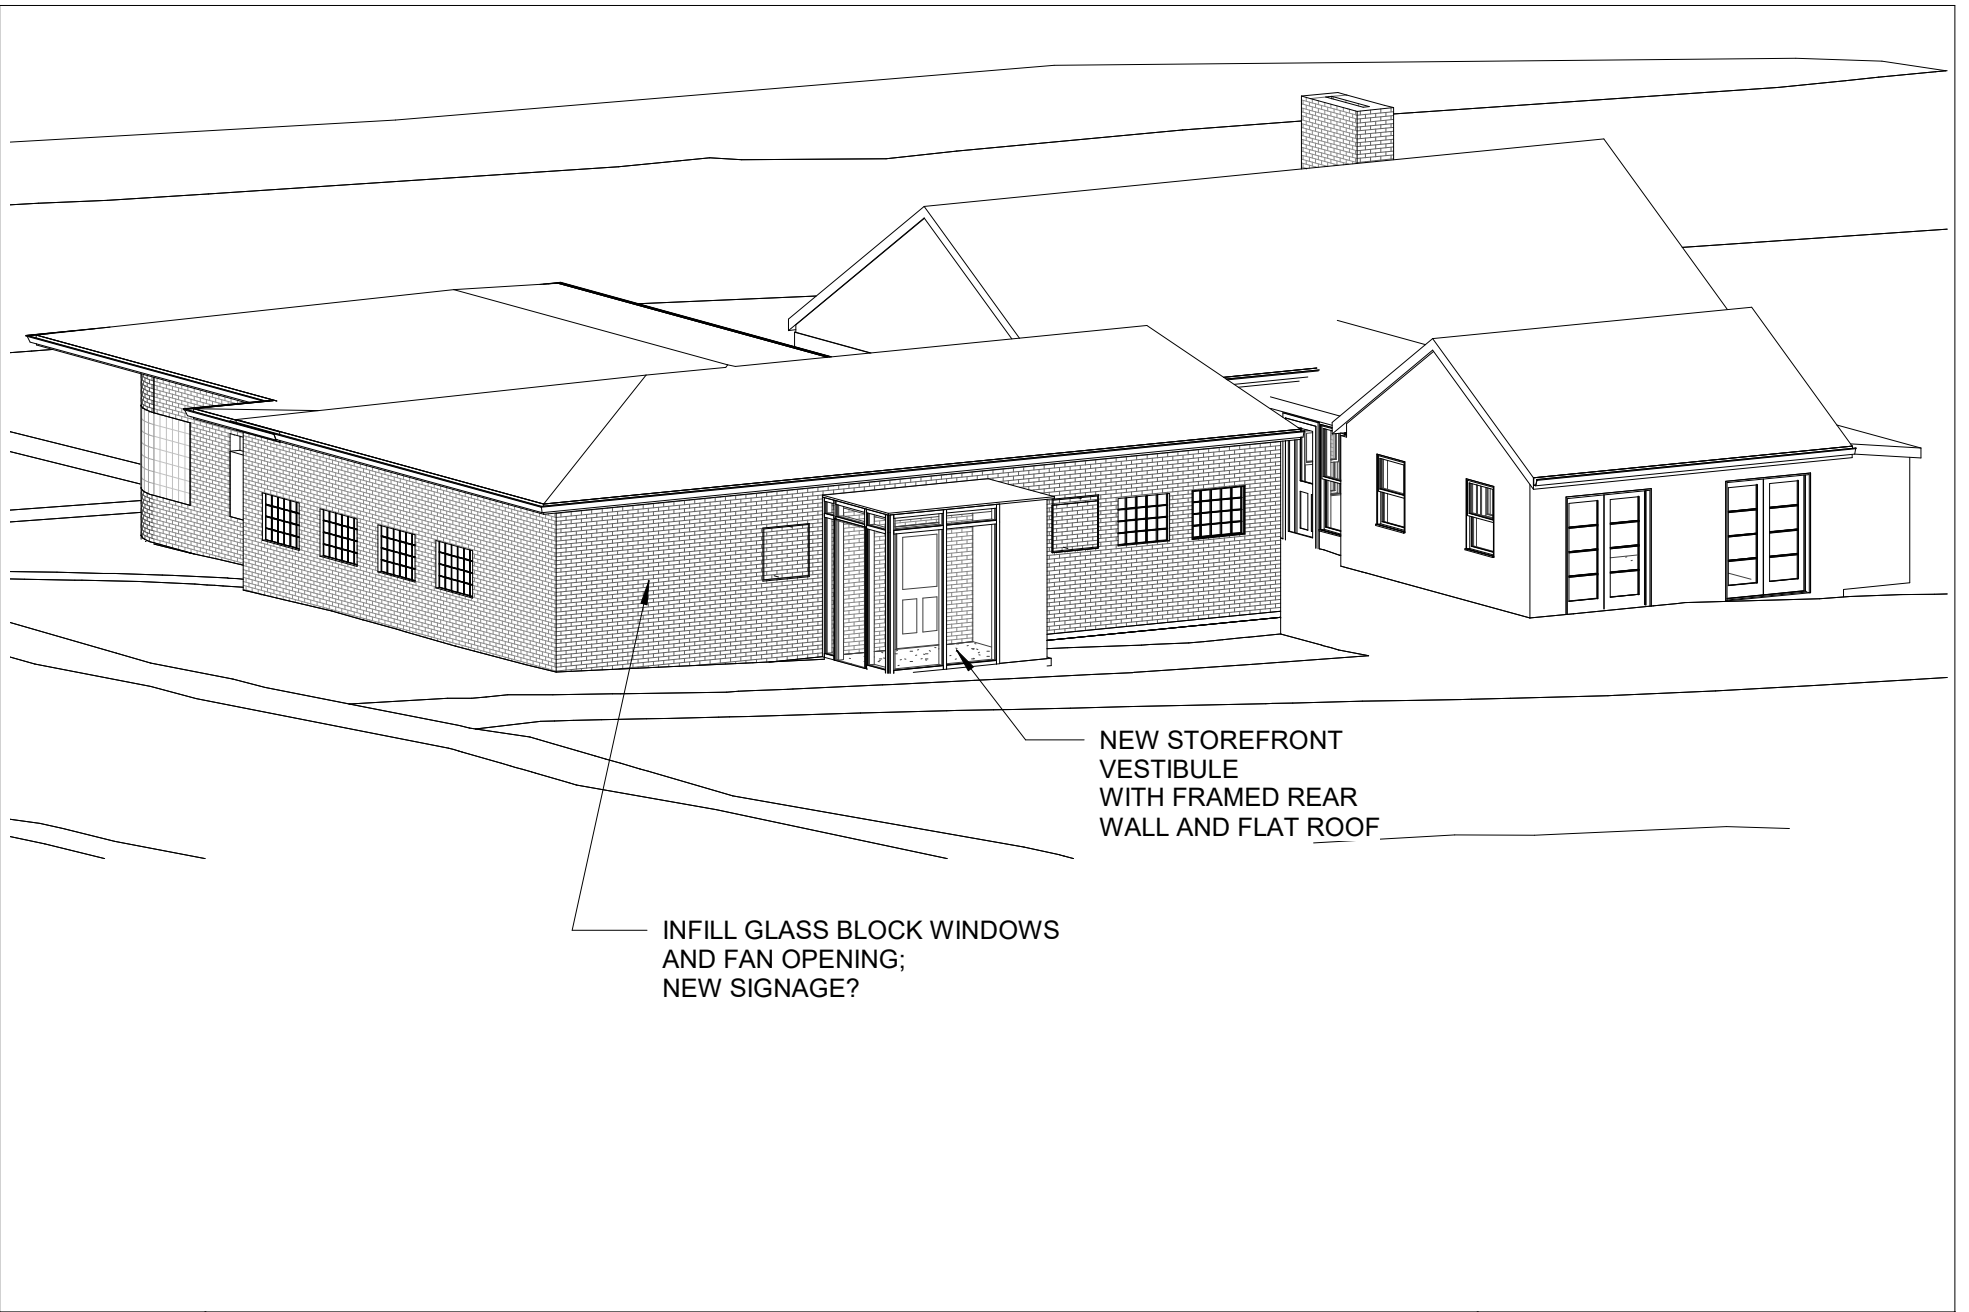 NEW STOREFRONT
VESTIBULE
WITH FRAMED REAR
WALL AND FLAT ROOF
INFILL GLASS BLOCK WINDOWS
AND FAN OPENING;
NEW SIGNAGE?